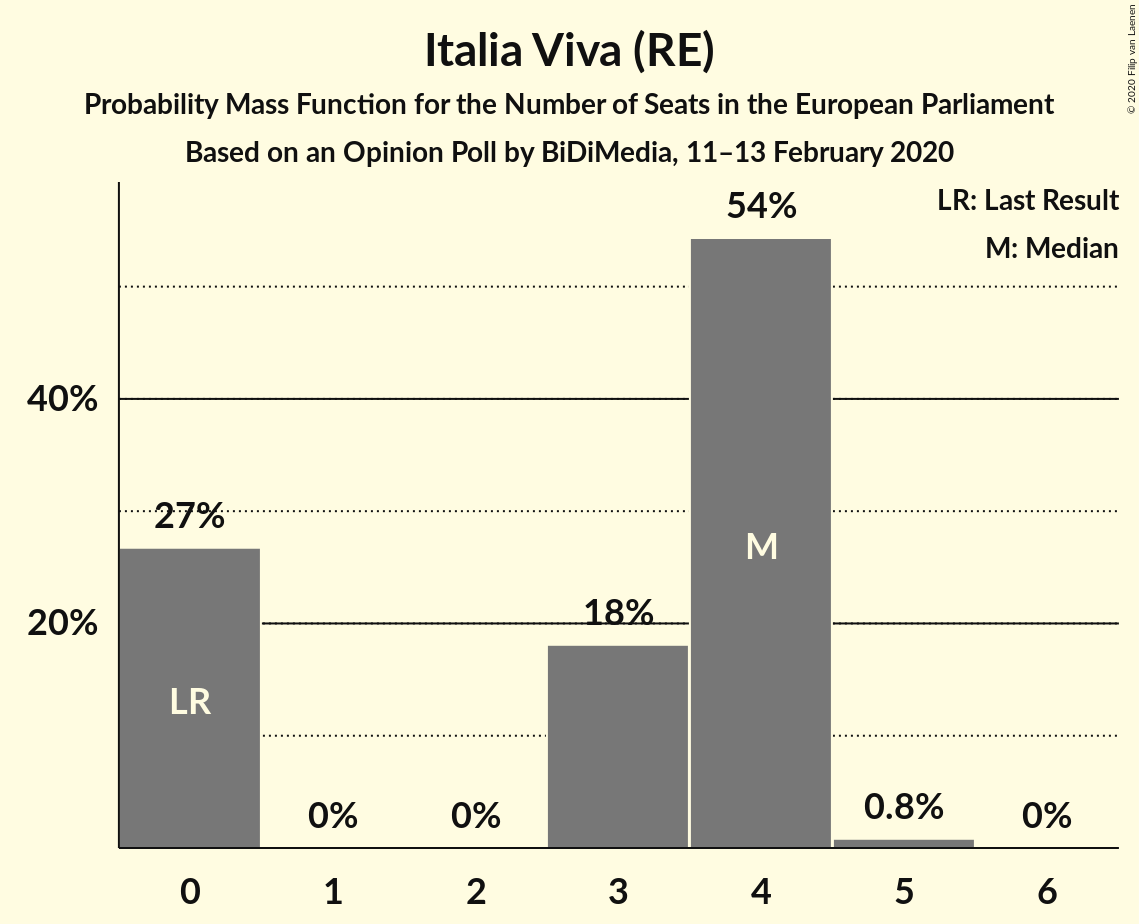 Italia Viva (RE)
Probability Mass Function for the Number of Seats in the European Parliament
Based on an Opinion Poll by BiDiMedia, 11–13 February 2020
© 2020 Filip van Laenen
LR: Last Result
M: Median
54%
40%
27%
M
18%
20%
LR
0%
0%
0.8%
0%
0 1 2 3 4 5 6